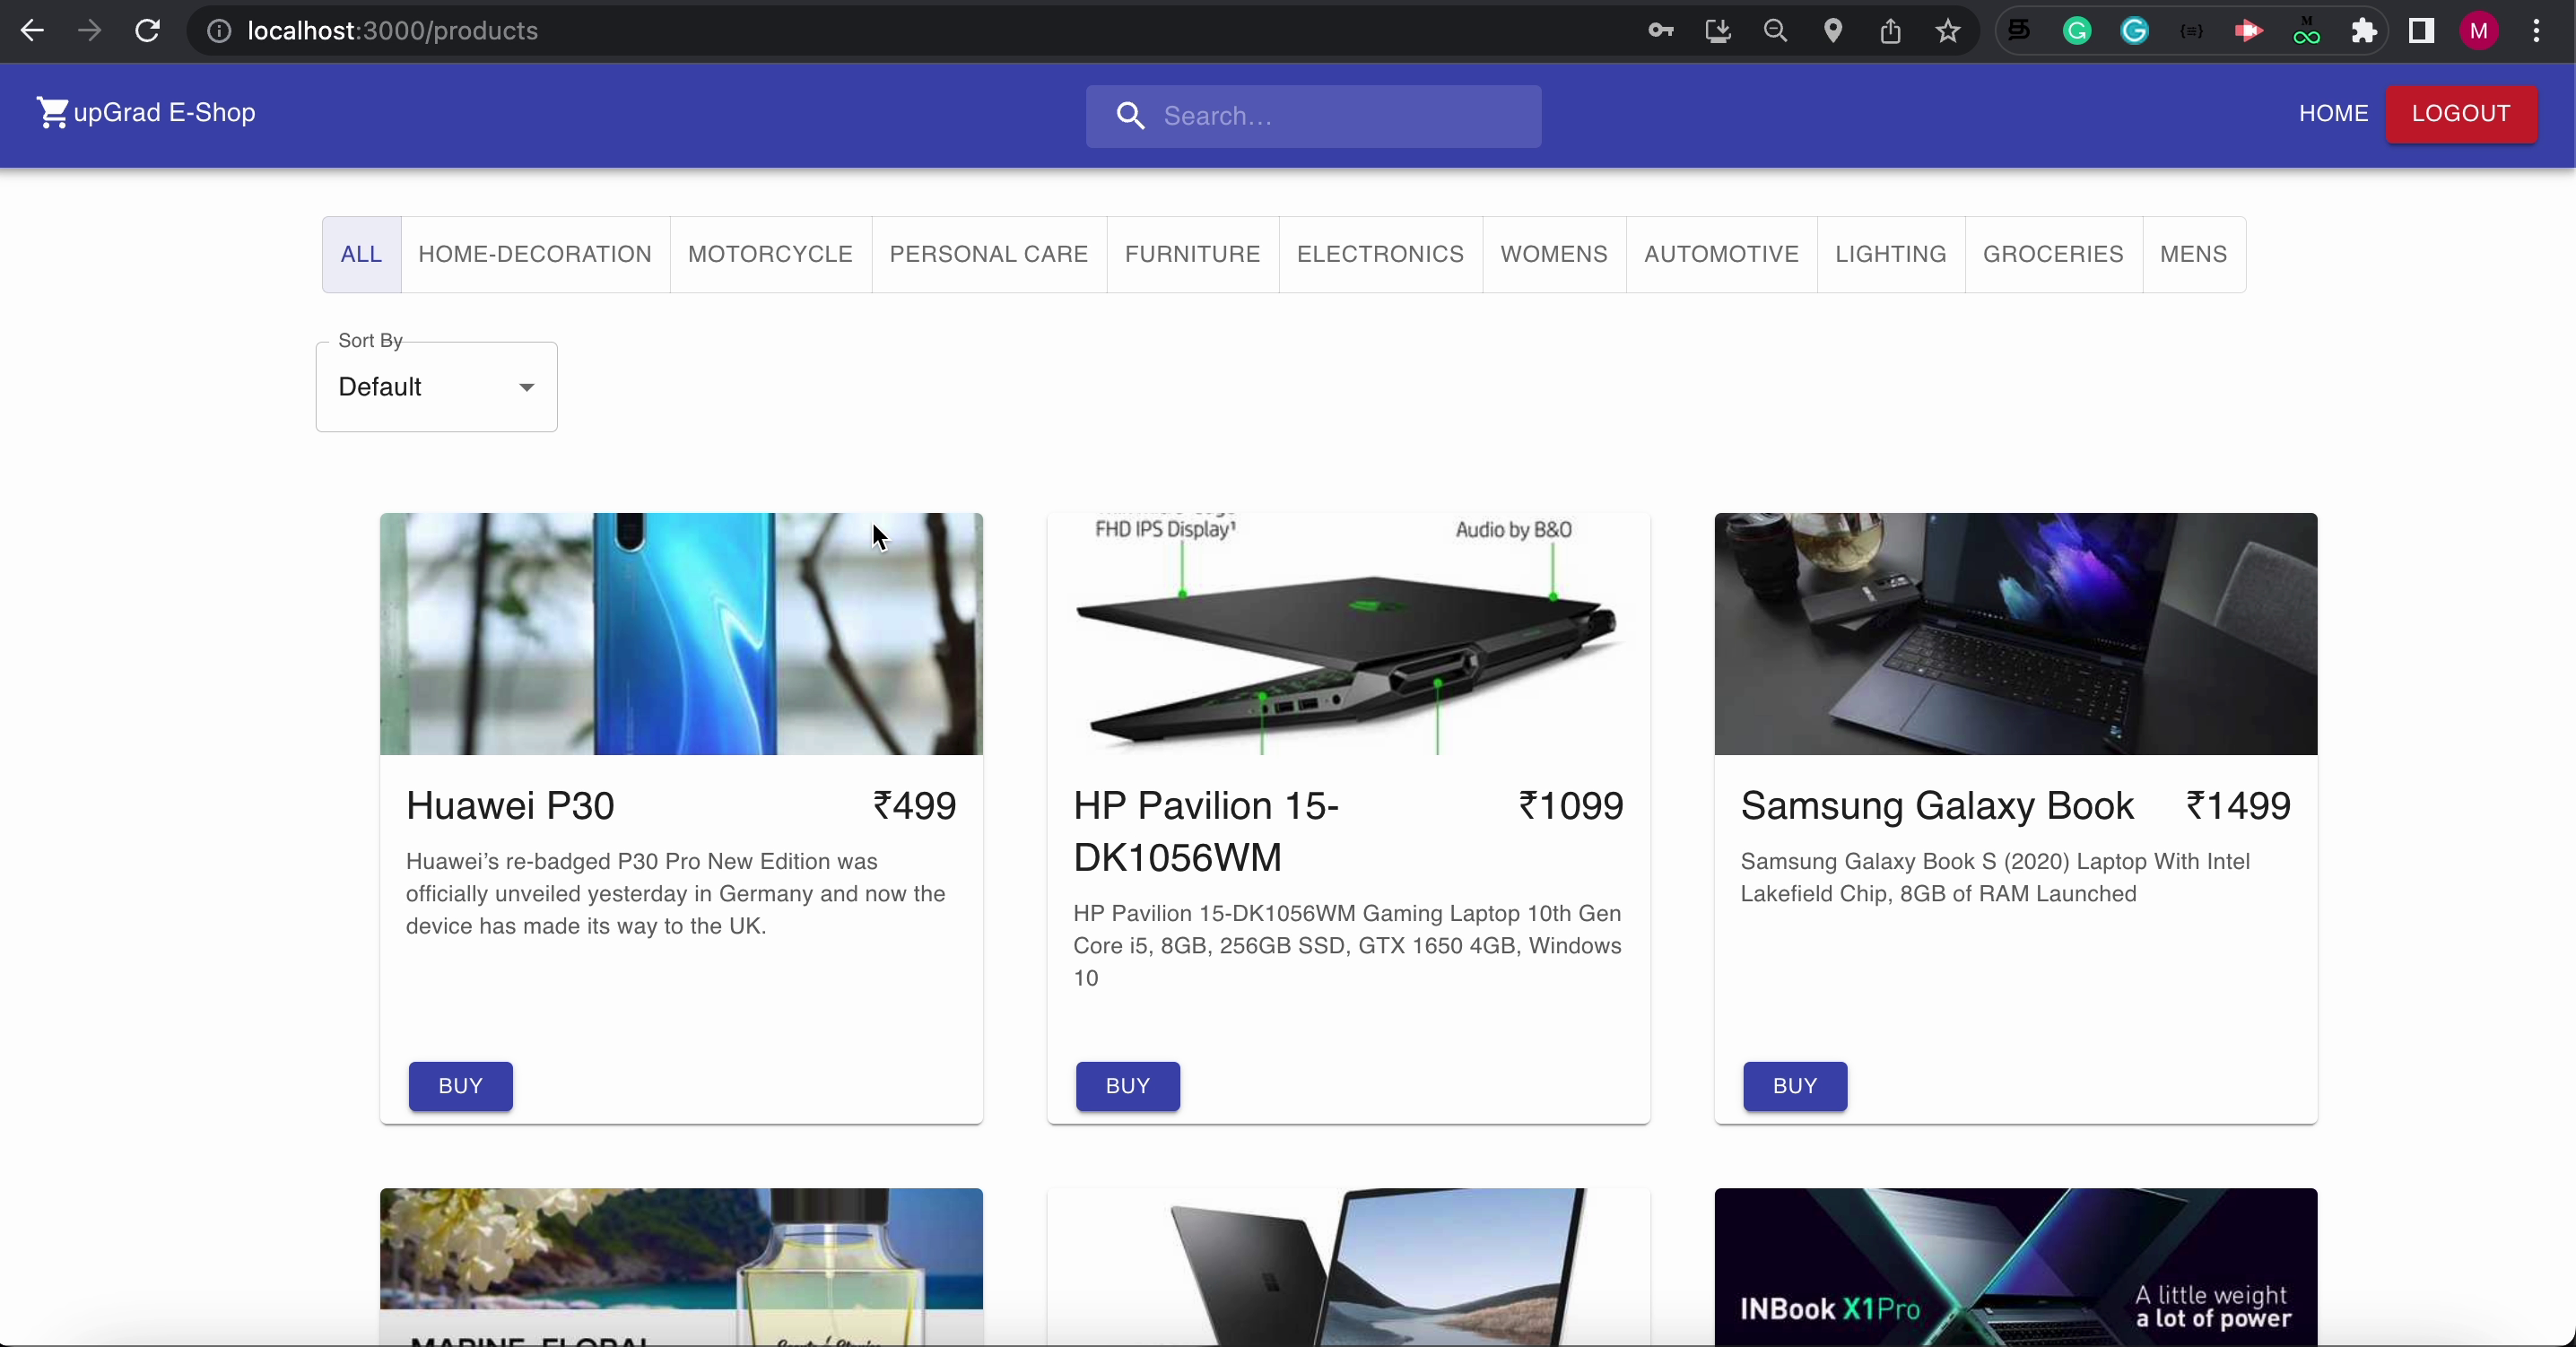 localhost:3000/products
M
M
upGrad E-Shop
Search...
HOME
LOGOUT
ALL
HOME-DECORATION
MOTORCYCLE
PERSONAL CARE
FURNITURE
ELECTRONICS
WOMENS
AUTOMOTIVE
LIGHTING
GROCERIES
MENS
Sort By
Default
FHD IPS Display¹
Audio by B&O
Huawei P30
₹499
Huawei’s re-badged P30 Pro New Edition was
officially unveiled yesterday in Germany and now the
device has made its way to the UK.
BUY
HP Pavilion 15-
DK1056WM
₹1099
HP Pavilion 15-DK1056WM Gaming Laptop 10th Gen
Core i5, 8GB, 256GB SSD, GTX 1650 4GB, Windows
10
BUY
Samsung Galaxy Book
₹1499
Samsung Galaxy Book S (2020) Laptop With Intel
Lakefield Chip, 8GB of RAM Launched
BUY
MARINE, FLORAL
INBook X1Pro
A little weight
a lot of power